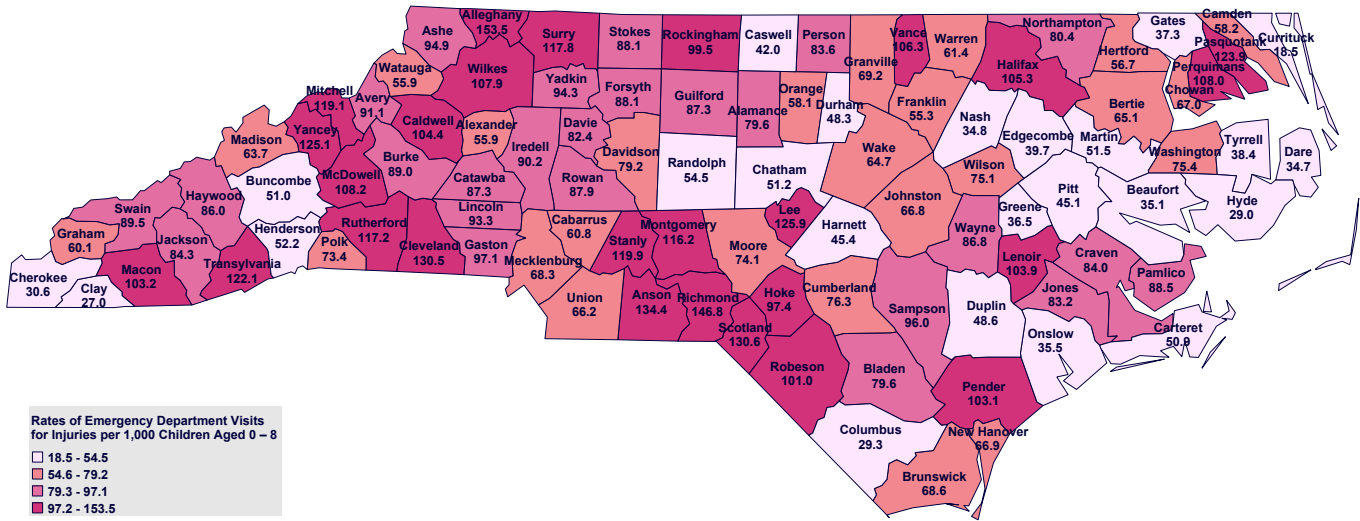 Alleghany
153.5
Ashe
94.9
Surry
117.8
Stokes
88.1
Rockingham
99.5
Caswell
42.0
Person
83.6
Vance
106.3
Warren
61.4
Northampton
80.4
Gates
37.3
Camden
58.2
Currituck
18.5
Pasquotank
123.9
Perquimans
108.0
Chowan
67.0
Hertford
56.7
Halifax
105.3
Granville
69.2
Watauga
55.9
Wilkes
107.9
Yadkin
94.3
Forsyth
88.1
Guilford
87.3
Alamance
79.6
Orange
58.1
Durham
48.3
Franklin
55.3
Bertie
65.1
Mitchell
119.1
Avery
91.1
Caldwell
104.4
Alexander
55.9
Davie
82.4
Iredell
90.2
Davidson
79.2
Nash
34.8
Edgecombe
39.7
Martin
51.5
Washington
75.4
Tyrrell
38.4
Dare
34.7
Madison
63.7
Yancey
125.1
Burke
89.0
McDowell
108.2
Catawba
87.3
Rowan
87.9
Randolph
54.5
Chatham
51.2
Wake
64.7
Wilson
75.1
Pitt
45.1
Beaufort
35.1
Hyde
29.0
Buncombe
51.0
Haywood
86.0
Swain
89.5
Graham
60.1
Jackson
84.3
Henderson
52.2
Polk
73.4
Rutherford
117.2
Cleveland
130.5
Lincoln
93.3
Gaston
97.1
Cabarrus
60.8
Mecklenburg
68.3
Stanly
119.9
Montgomery
116.2
Moore
74.1
Lee
125.9
Harnett
45.4
Johnston
66.8
Wayne
86.8
Greene
36.5
Lenoir
103.9
Craven
84.0
Pamlico
88.5
Jones
83.2
Carteret
50.9
Cherokee
30.6
Clay
27.0
Macon
103.2
Transylvania
122.1
Union
66.2
Anson
134.4
Richmond
146.8
Scotland
130.6
Hoke
97.4
Cumberland
76.3
Sampson
96.0
Duplin
48.6
Onslow
35.5
Robeson
101.0
Bladen
79.6
Pender
103.1
Columbus
29.3
New Hanover
66.9
Brunswick
68.6
Rates of Emergency Department Visits
for Injuries per 1,000 Children Aged 0 – 8
18.5 - 54.5
54.6 - 79.2
79.3 - 97.1
97.2 - 153.5